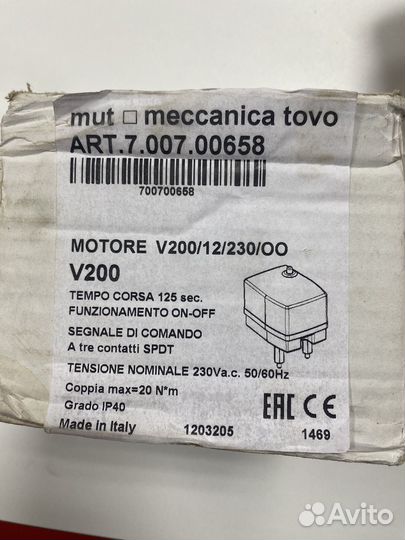 mut □ meccanica tovo
ART.7.007.00658
700700658
MOTORE V200/12/230/OO
V200
TEMPO CORSA 125 sec.
FUNZIONAMENTO ON-OFF
SEGNALE DI COMANDO
A tre contatti SPDT
TENSIONE NOMINALE 230Va.c. 50/60Hz
Coppia max=20 N*m
Grado IP40
EAC CE
Made in Italy 1203205 1469
Avito